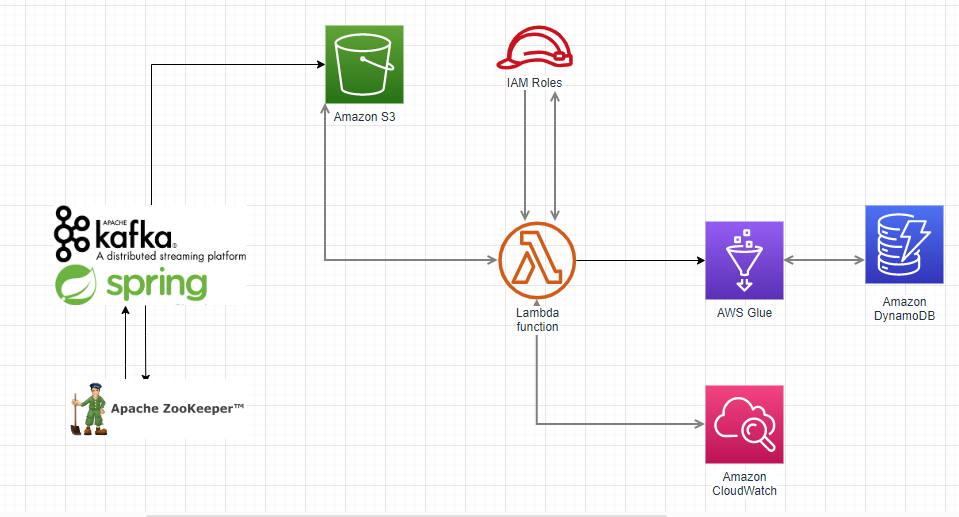 Amazon S3
IAM Roles
APACHE
kafka®
A distributed streaming platform
spring
Lambda
function
AWS Glue
Amazon
DynamoDB
Apache ZooKeeper™
Amazon
CloudWatch